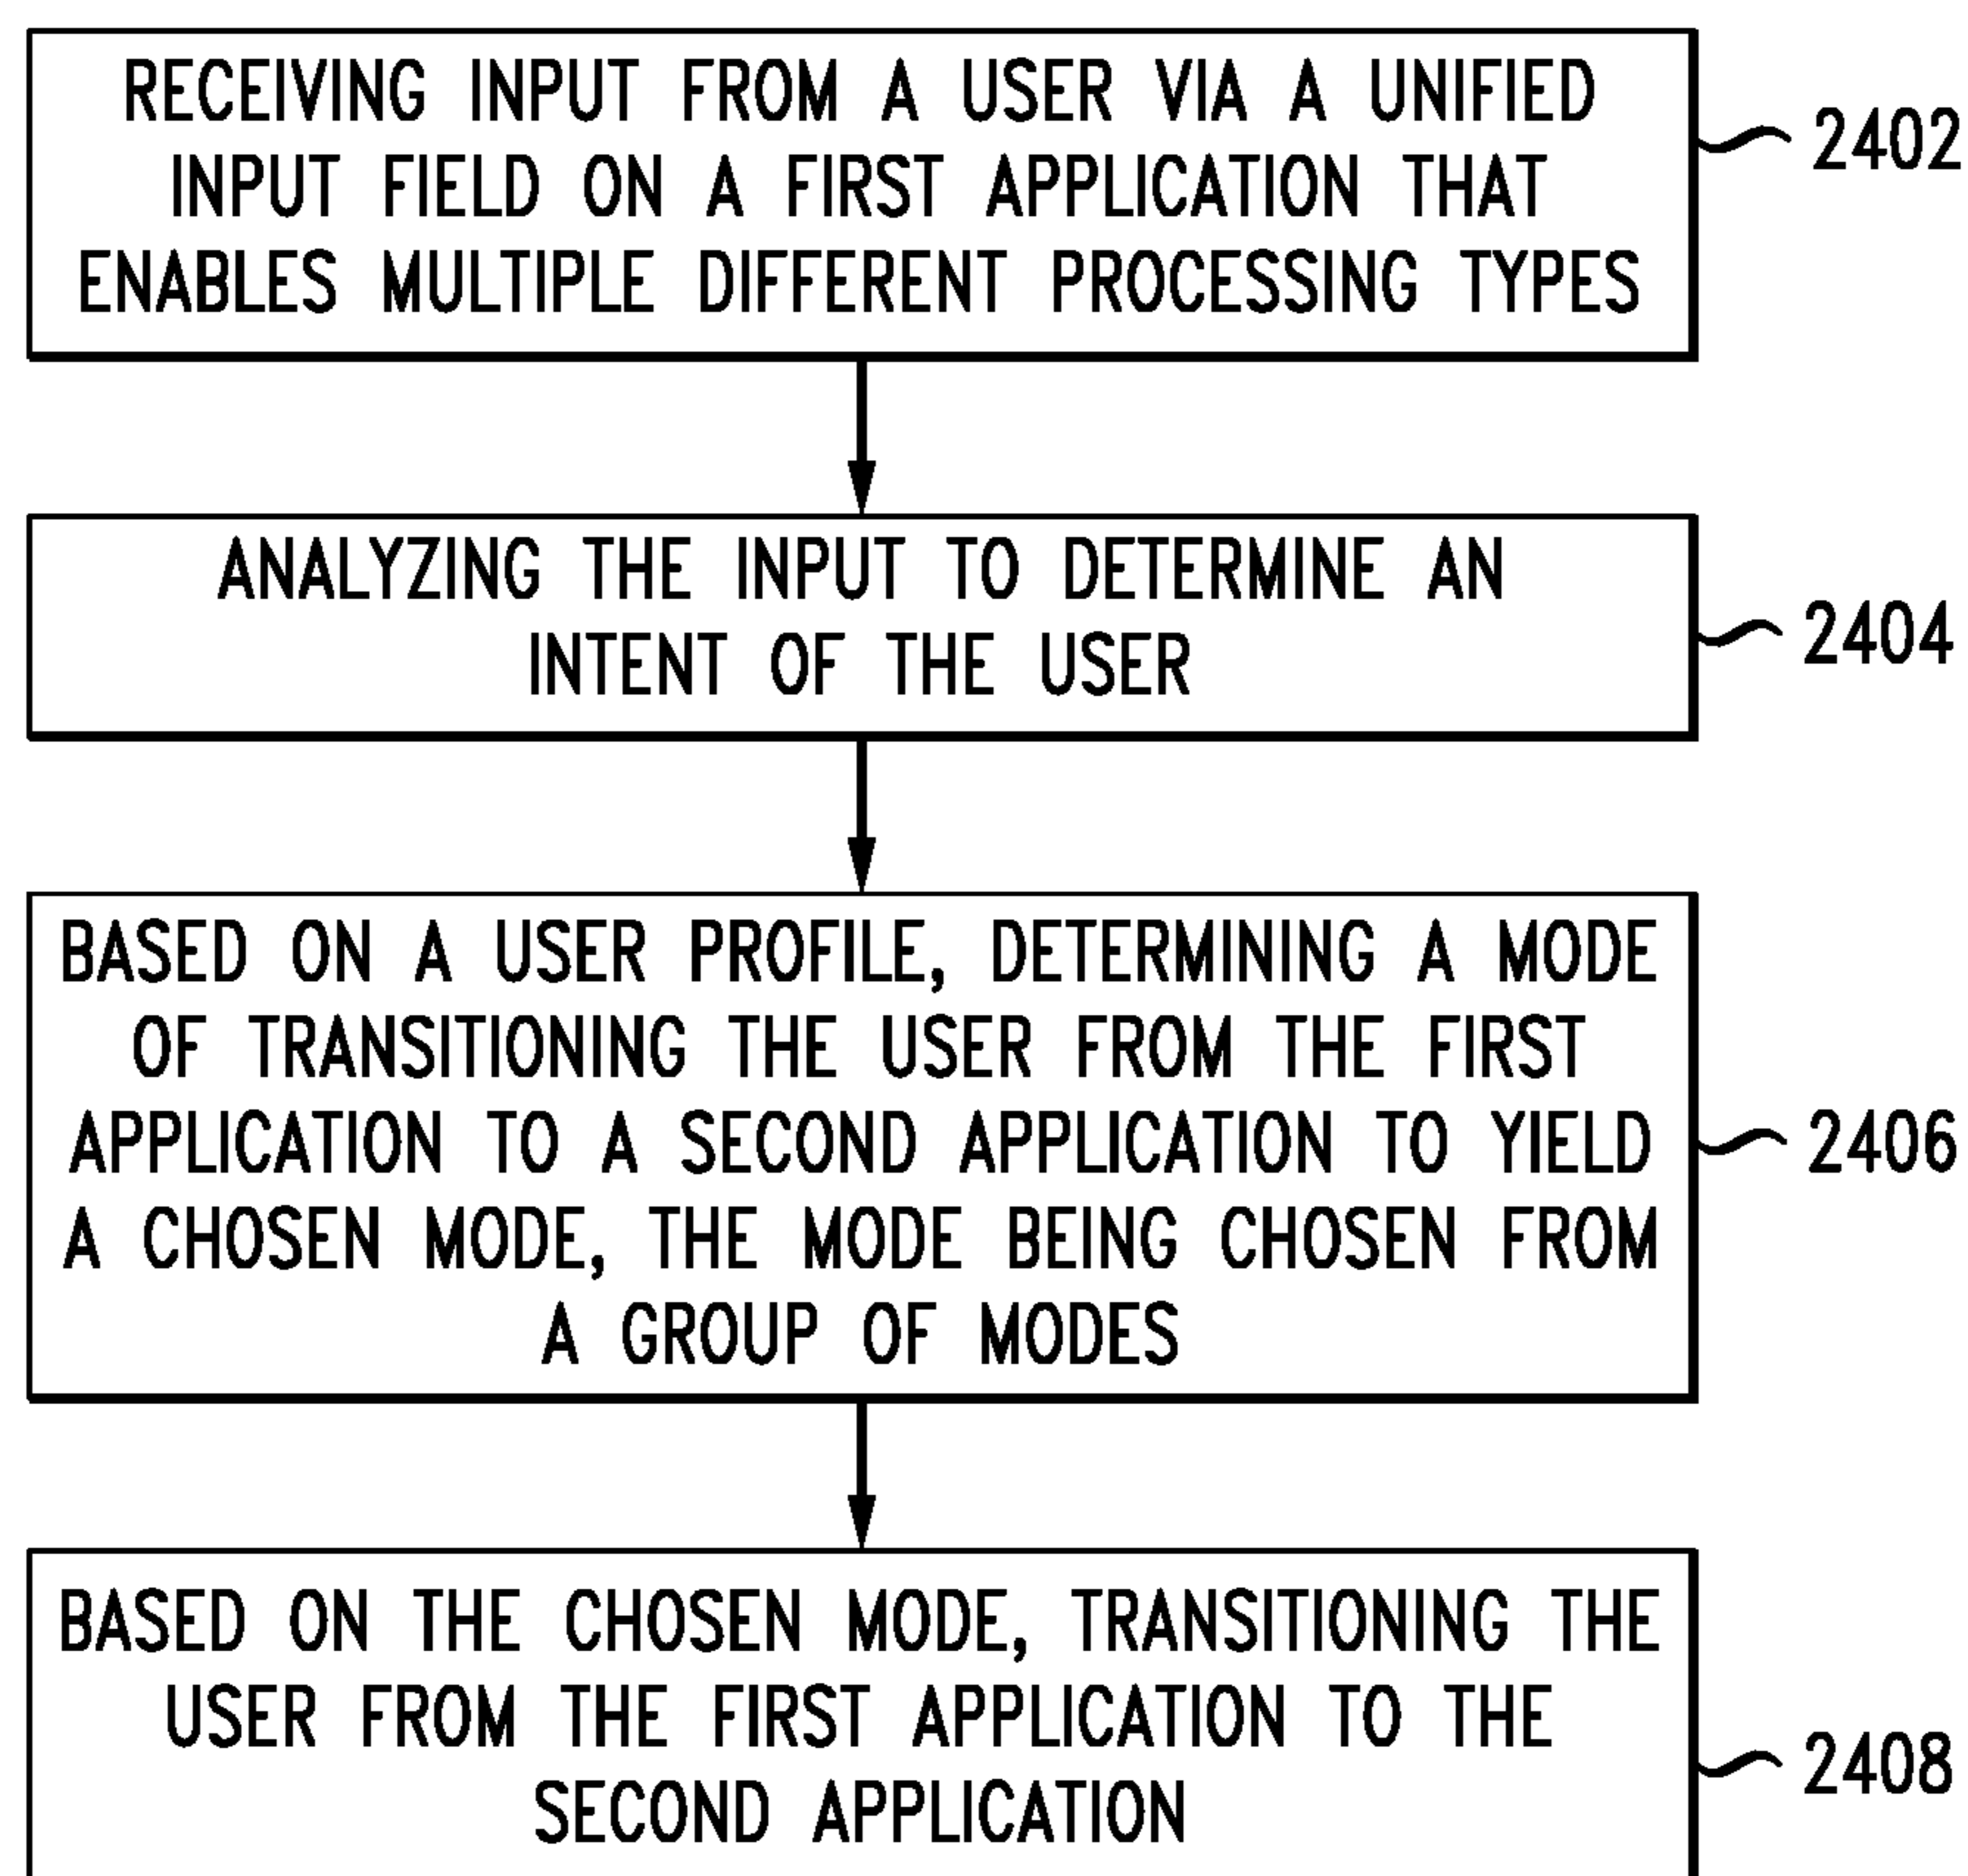 RECEIVING INPUT FROM A USER VIA A UNIFIED
INPUT FIELD ON A FIRST APPLICATION THAT
ENABLES MULTIPLE DIFFERENT PROCESSING TYPES
2402
ANALYZING THE INPUT TO DETERMINE AN
INTENT OF THE USER
2404
BASED ON A USER PROFILE, DETERMINING A MODE
OF TRANSITIONING THE USER FROM THE FIRST
APPLICATION TO A SECOND APPLICATION TO YIELD
A CHOSEN MODE, THE MODE BEING CHOSEN FROM
A GROUP OF MODES
2406
BASED ON THE CHOSEN MODE, TRANSITIONING THE
USER FROM THE FIRST APPLICATION TO THE
SECOND APPLICATION
2408